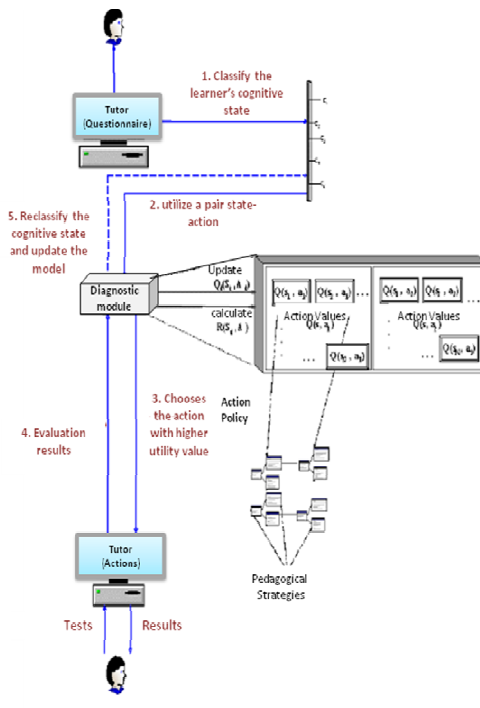 1. Classify the
learner's cognitive
state
Tutor
(Questionnaire)
2. utilize a pair state-
action
5. Reclassify the
cognitive state
and update the
model
Diagnostic
module
Update
calculate
Action Values
Action Values
...
...
...
...
3. Chooses
the action
with higher
utility value
Action
Policy
4. Evaluation
results
Tutor
(Actions)
Pedagogical
Strategies
Tests
Results